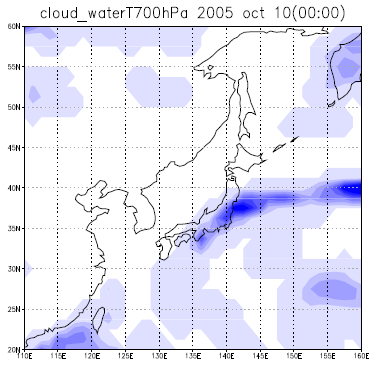 cloud_waterT700hPa 2005 oct 10(00:00)
60N
55N
50N
45N
40N
35N
30N
25N
20N
110E 115E 120E 125E 130E 135E 140E 145E 150E 155E 160E